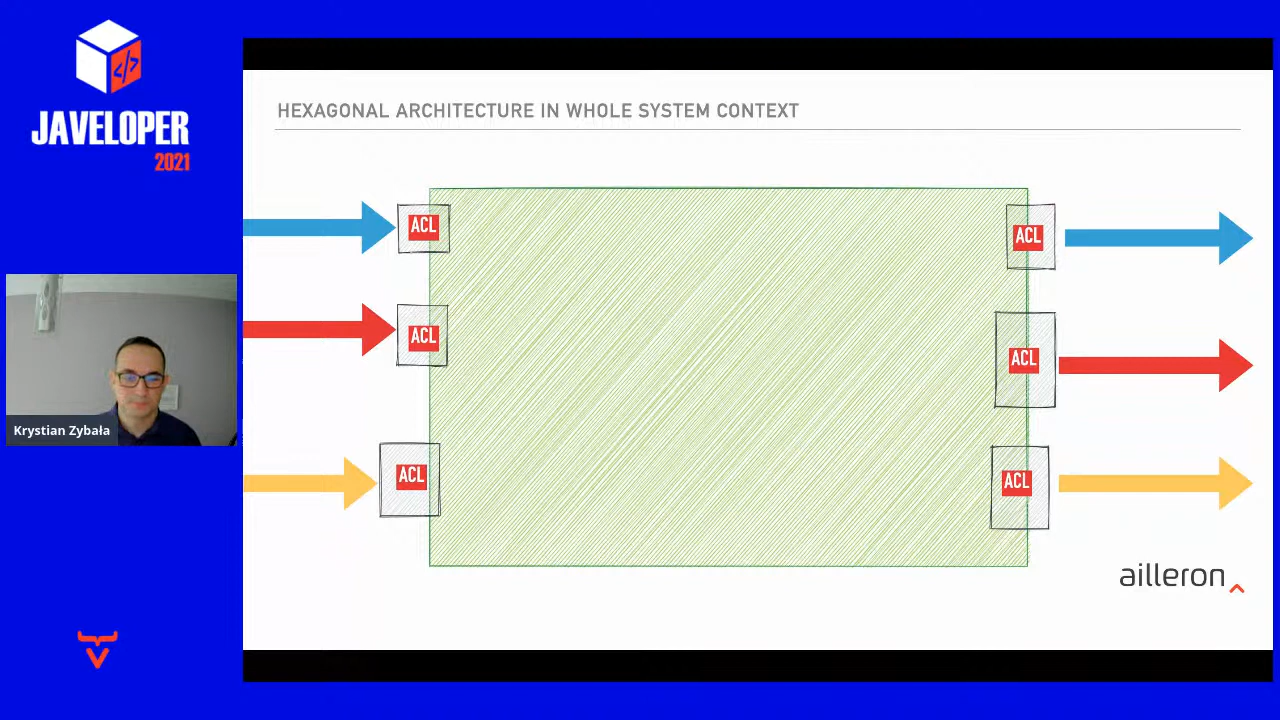 </>
JAVELOPER
2021
HEXAGONAL ARCHITECTURE IN WHOLE SYSTEM CONTEXT
ACL
ACL
ACL
ACL
ACL
ACL
Krystian Zybała
ailleron